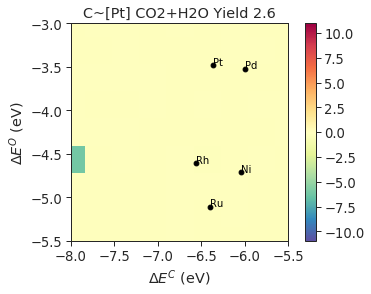 C~[Pt] CO2+H2O Yield 2.6
ΔE^O (eV)
−3.0
−3.5
−4.0
−4.5
−5.0
−5.5
Pt
Pd
Rh
Ni
Ru
−8.0 −7.5 −7.0 −6.5 −6.0 −5.5
ΔE^C (eV)
10.0
7.5
5.0
2.5
0.0
−2.5
−5.0
−7.5
−10.0